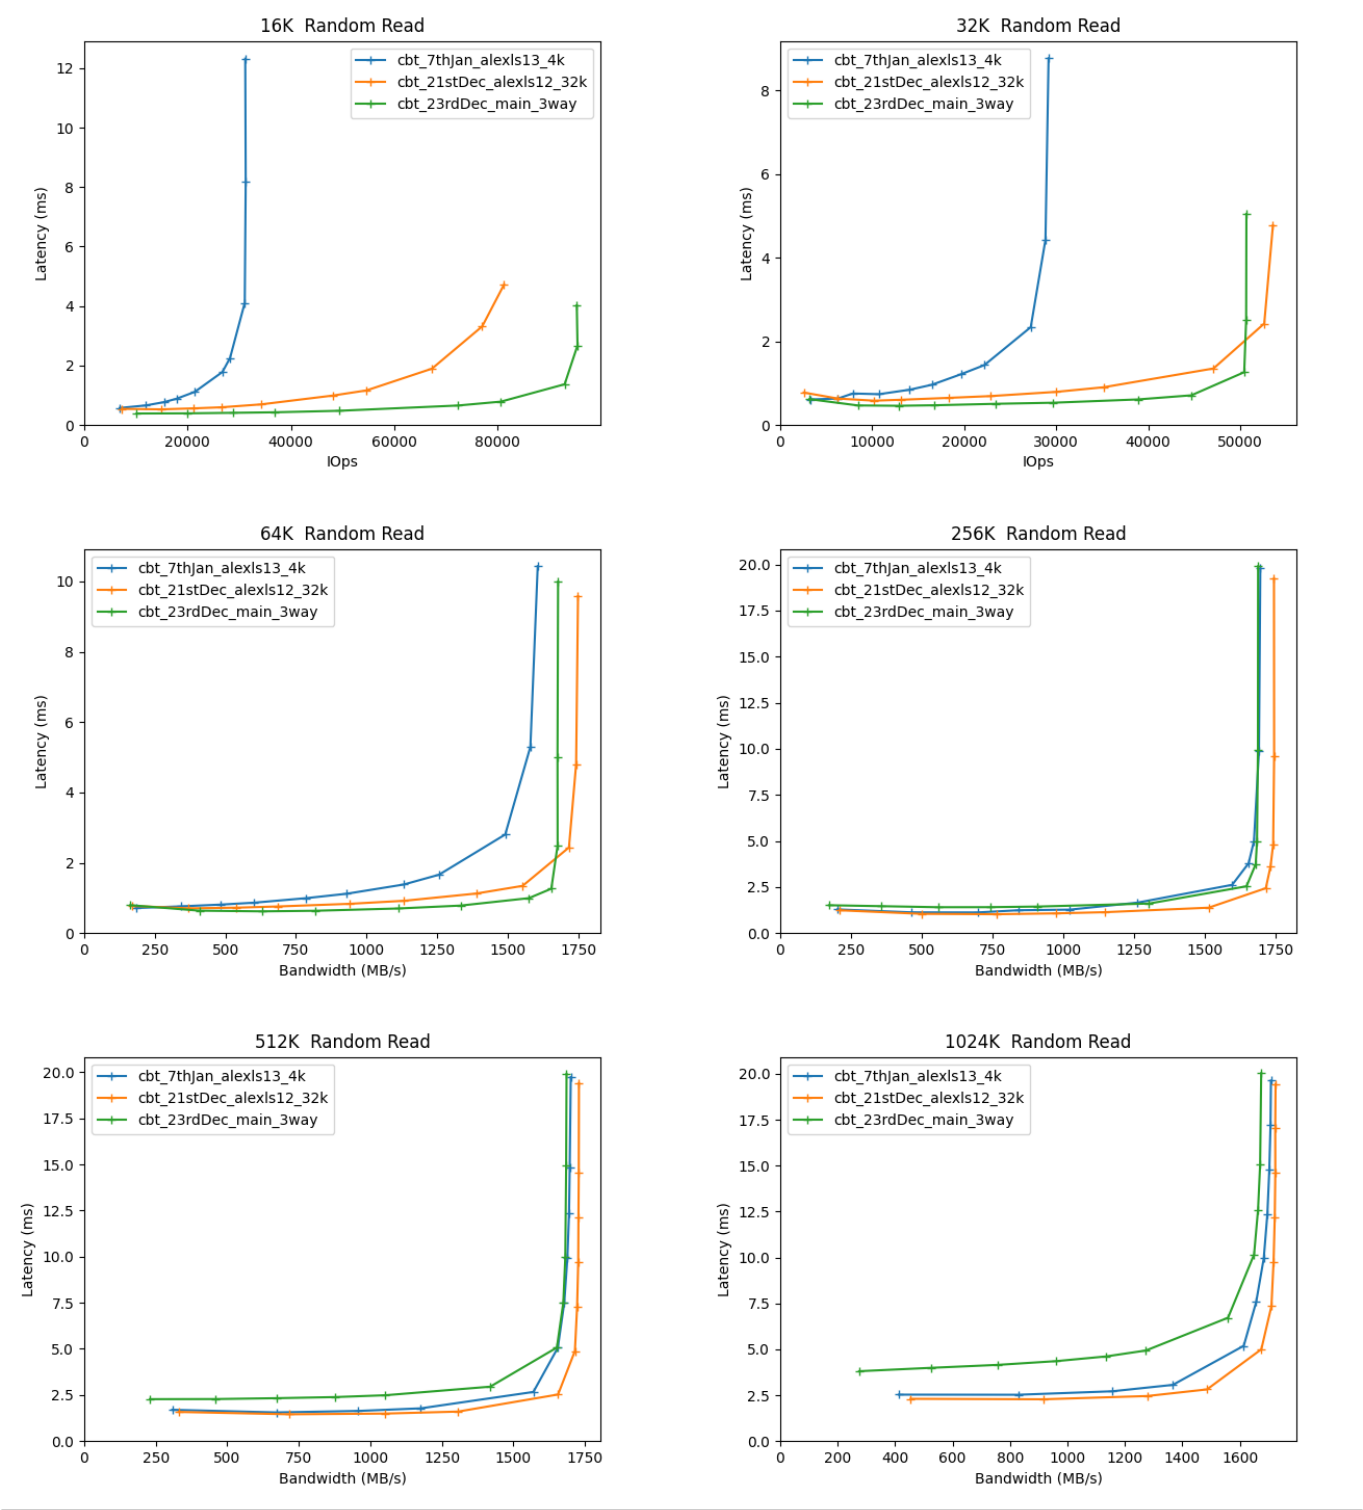 16K  Random Read
cbt_7thJan_alexls13_4k
cbt_21stDec_alexls12_32k
cbt_23rdDec_main_3way
Latency (ms)
12
10
8
6
4
2
0
0 20000 40000 60000 80000
IOps
32K  Random Read
cbt_7thJan_alexls13_4k
cbt_21stDec_alexls12_32k
cbt_23rdDec_main_3way
Latency (ms)
8
6
4
2
0
0 10000 20000 30000 40000 50000
IOps
64K  Random Read
cbt_7thJan_alexls13_4k
cbt_21stDec_alexls12_32k
cbt_23rdDec_main_3way
Latency (ms)
10
8
6
4
2
0
0 250 500 750 1000 1250 1500 1750
Bandwidth (MB/s)
256K  Random Read
cbt_7thJan_alexls13_4k
cbt_21stDec_alexls12_32k
cbt_23rdDec_main_3way
Latency (ms)
20.0
17.5
15.0
12.5
10.0
7.5
5.0
2.5
0.0
0 250 500 750 1000 1250 1500 1750
Bandwidth (MB/s)
512K  Random Read
cbt_7thJan_alexls13_4k
cbt_21stDec_alexls12_32k
cbt_23rdDec_main_3way
Latency (ms)
20.0
17.5
15.0
12.5
10.0
7.5
5.0
2.5
0.0
0 250 500 750 1000 1250 1500 1750
Bandwidth (MB/s)
1024K  Random Read
cbt_7thJan_alexls13_4k
cbt_21stDec_alexls12_32k
cbt_23rdDec_main_3way
Latency (ms)
20.0
17.5
15.0
12.5
10.0
7.5
5.0
2.5
0.0
0 200 400 600 800 1000 1200 1400 1600
Bandwidth (MB/s)